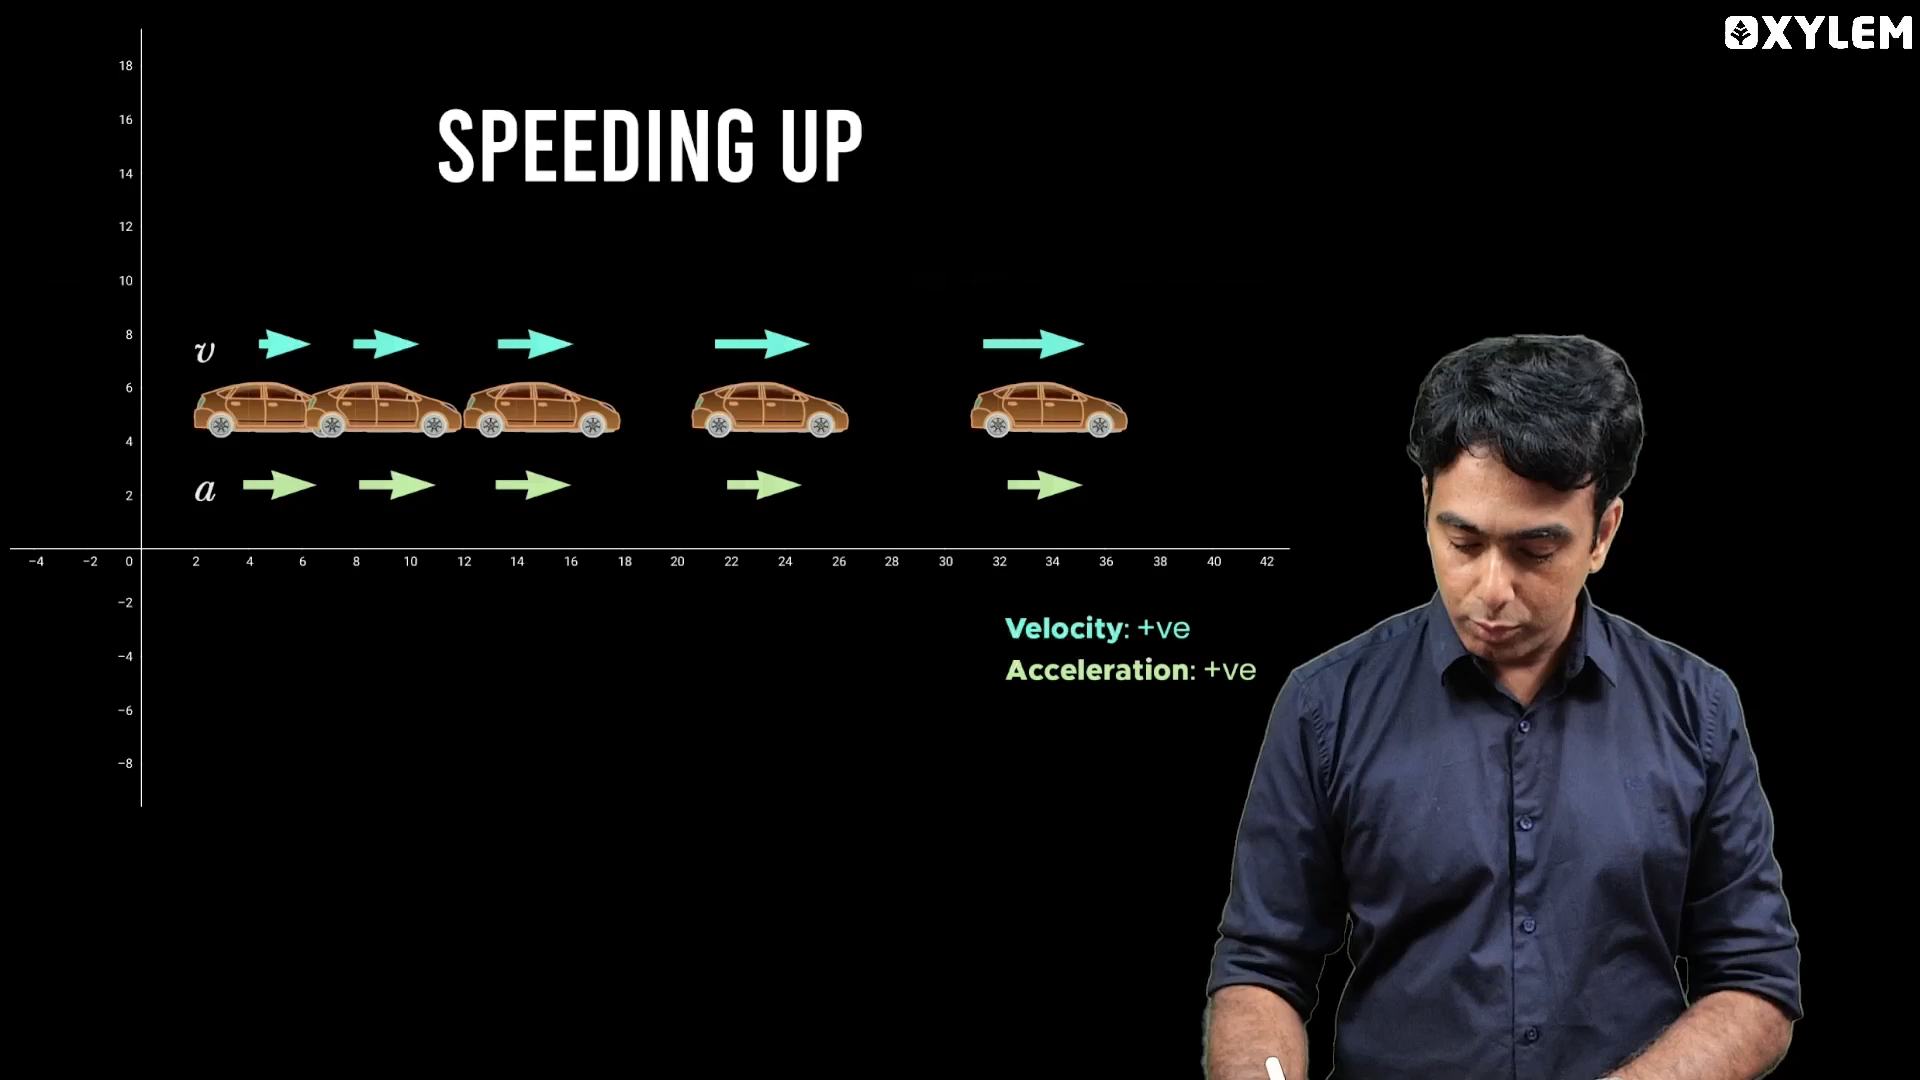 XYLEM
18
16
SPEEDING UP
14
12
10
8
v
6
4
a
2
−4 −2 0 2 4 6 8 10 12 14 16 18 20 22 24 26 28 30 32 34 36 38 40 42
−2
Velocity: +ve
−4
Acceleration: +ve
−6
−8